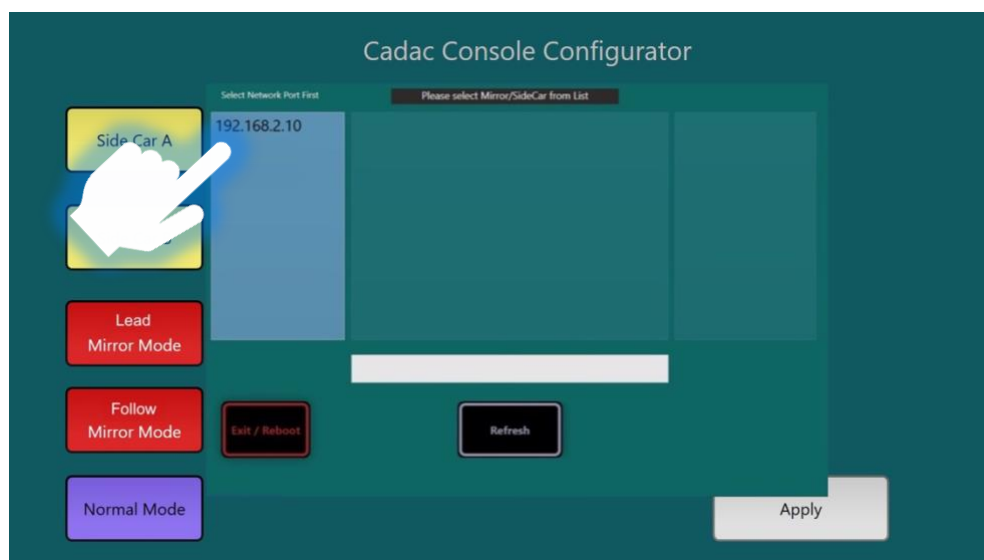 Cadac Console Configurator
Select Network Port First
Please select Mirror/SideCar from List
192.168.2.10
Side Car A
Lead
Mirror Mode
Follow
Mirror Mode
Exit / Reboot
Refresh
Normal Mode
Apply